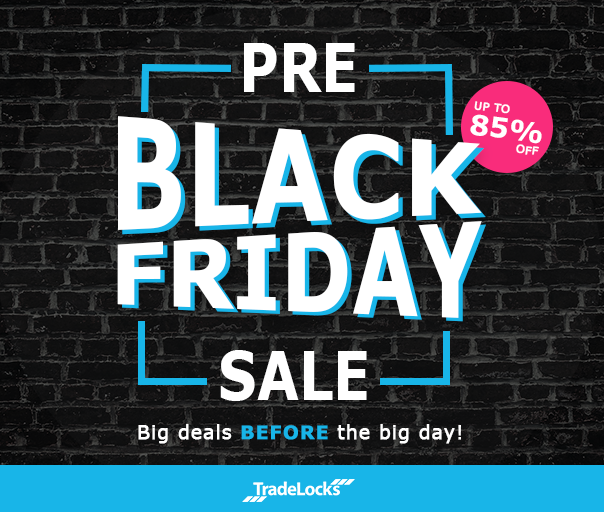 PRE
UP TO
85%
OFF
BLACK
FRIDAY
SALE
Big deals BEFORE the big day!
TradeLocks